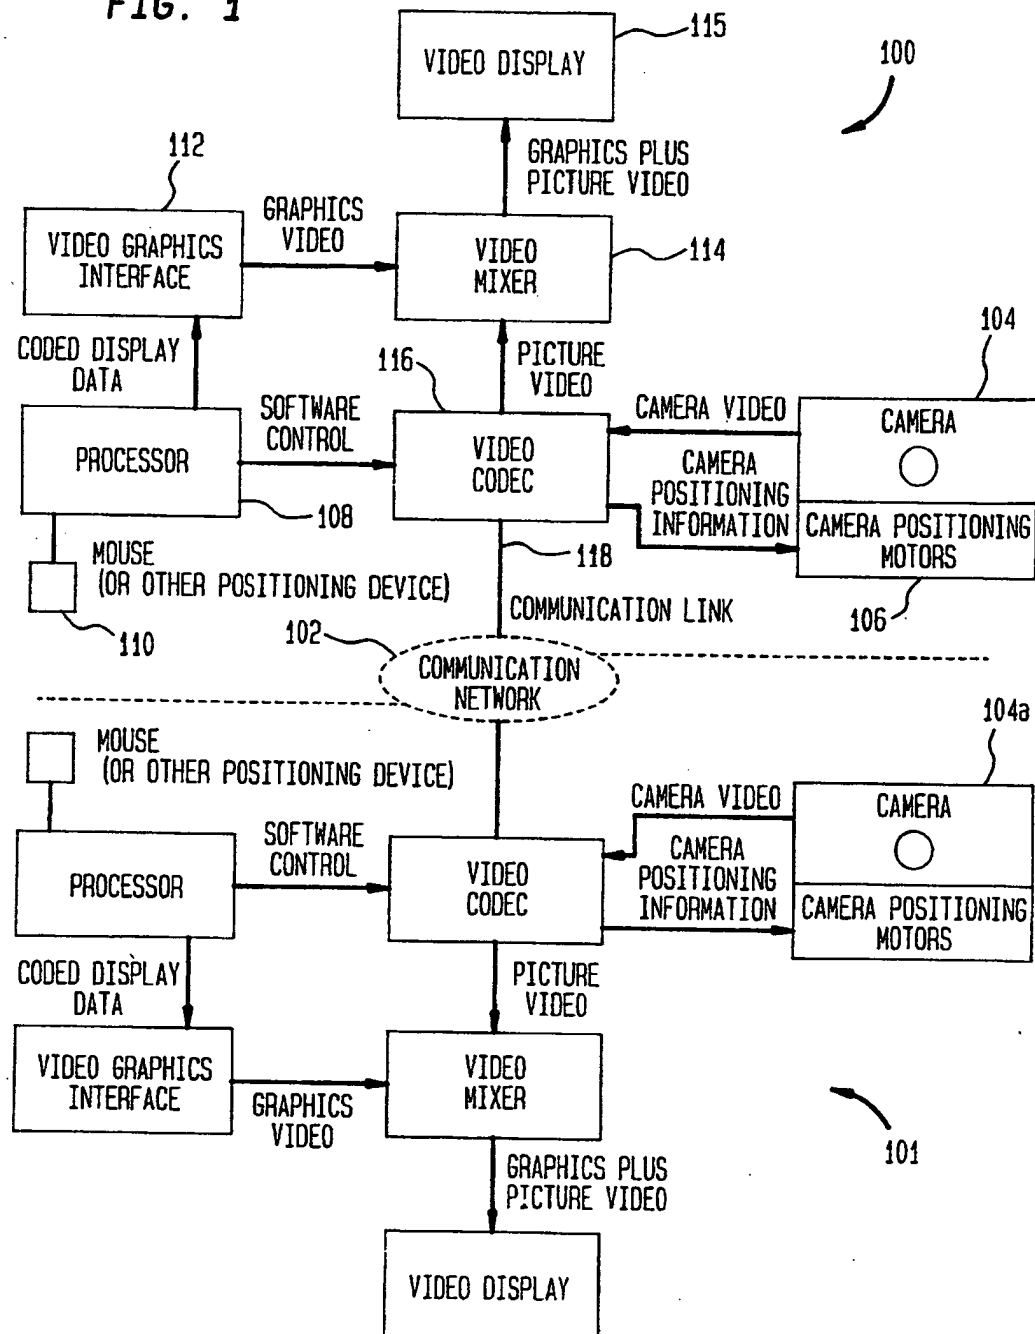 FIG. 1
115
VIDEO DISPLAY
100
GRAPHICS PLUS
PICTURE VIDEO
112
GRAPHICS
VIDEO
VIDEO GRAPHICS
INTERFACE
VIDEO
MIXER
114
CODED DISPLAY
DATA
116
PICTURE
VIDEO
104
SOFTWARE
CONTROL
CAMERA VIDEO
CAMERA
PROCESSOR
VIDEO
CODEC
CAMERA
POSITIONING
INFORMATION
108
CAMERA POSITIONING
MOTORS
MOUSE
(OR OTHER POSITIONING DEVICE)
118
110
COMMUNICATION LINK
106
102
COMMUNICATION
NETWORK
104a
MOUSE
(OR OTHER POSITIONING DEVICE)
CAMERA VIDEO
CAMERA
SOFTWARE
CONTROL
PROCESSOR
VIDEO
CODEC
CAMERA
POSITIONING
INFORMATION
CAMERA POSITIONING
MOTORS
CODED DISPLAY
DATA
PICTURE
VIDEO
VIDEO GRAPHICS
INTERFACE
VIDEO
MIXER
GRAPHICS
VIDEO
101
GRAPHICS PLUS
PICTURE VIDEO
VIDEO DISPLAY